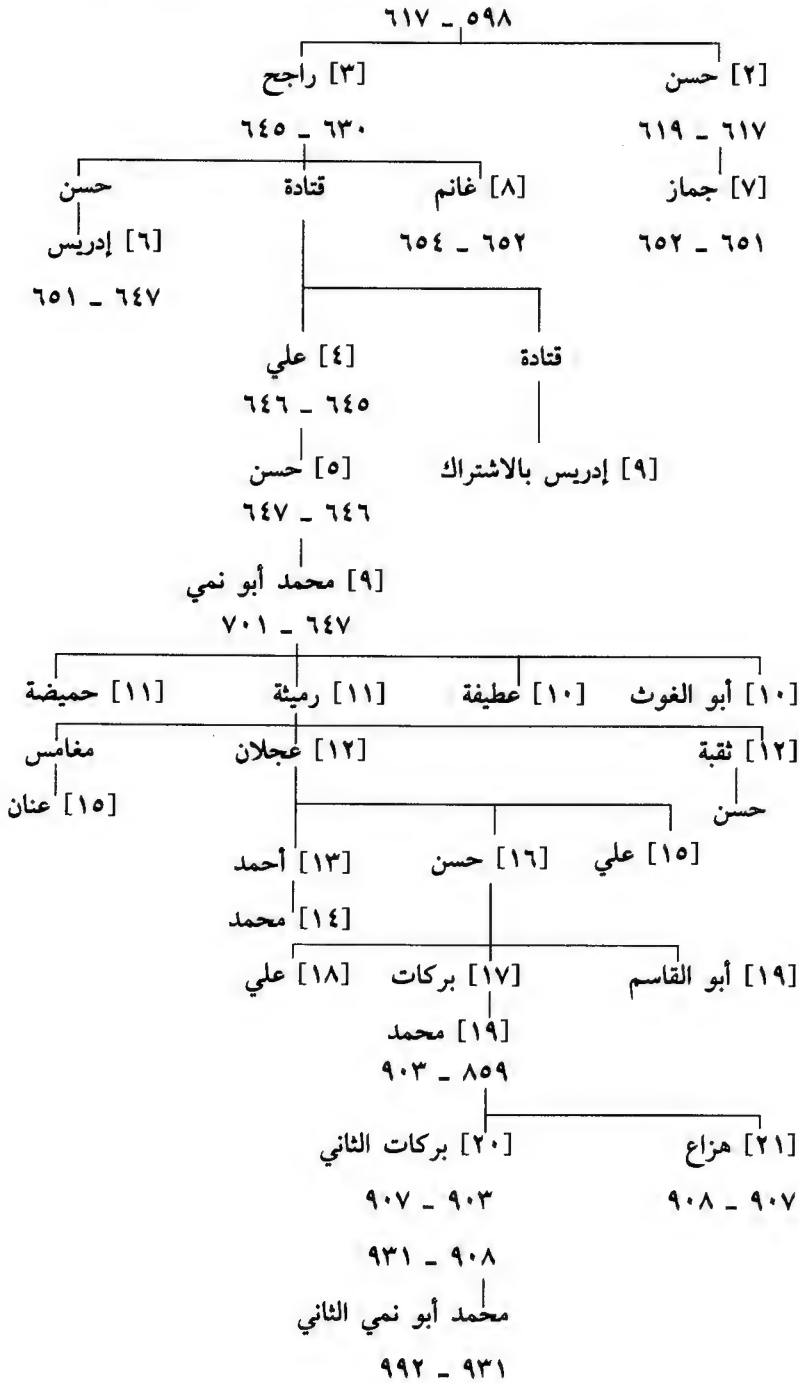 ٥٩٨ _ ٦١٧
[٢] حسن [٣] راجح
٦١٧ _ ٦١٩ ٦٣٠ _ ٦٤٥
[٧] جماز [٨] غانم قتادة حسن
٦٥١ _ ٦٥٢ ٦٥٢ _ ٦٥٤ [٦] إدريس
٦٤٧ _ ٦٥١
قتادة [٤] علي
٦٤٥ _ ٦٤٦
[٩] إدريس بالاشتراك [٥] حسن
٦٤٦ _ ٦٤٧
[٩] محمد أبو نمي
٦٤٧ _ ٧٠١
[١٠] أبو الغوث [١٠] عطيفة [١١] رميثة [١١] حميضة
[١٢] ثقبة [١٢] عجلان مغامس
حسن [١٥] عنان
[١٥] علي [١٦] حسن [١٣] أحمد
[١٤] محمد
[١٩] أبو القاسم [١٧] بركات [١٨] علي
[١٩] محمد
٨٥٩ _ ٩٠٣
[٢١] هزاع [٢٠] بركات الثاني
٩٠٧ _ ٩٠٨ ٩٠٣ _ ٩٠٧
٩٠٨ _ ٩٣١
محمد أبو نمي الثاني
٩٣١ _ ٩٩٢